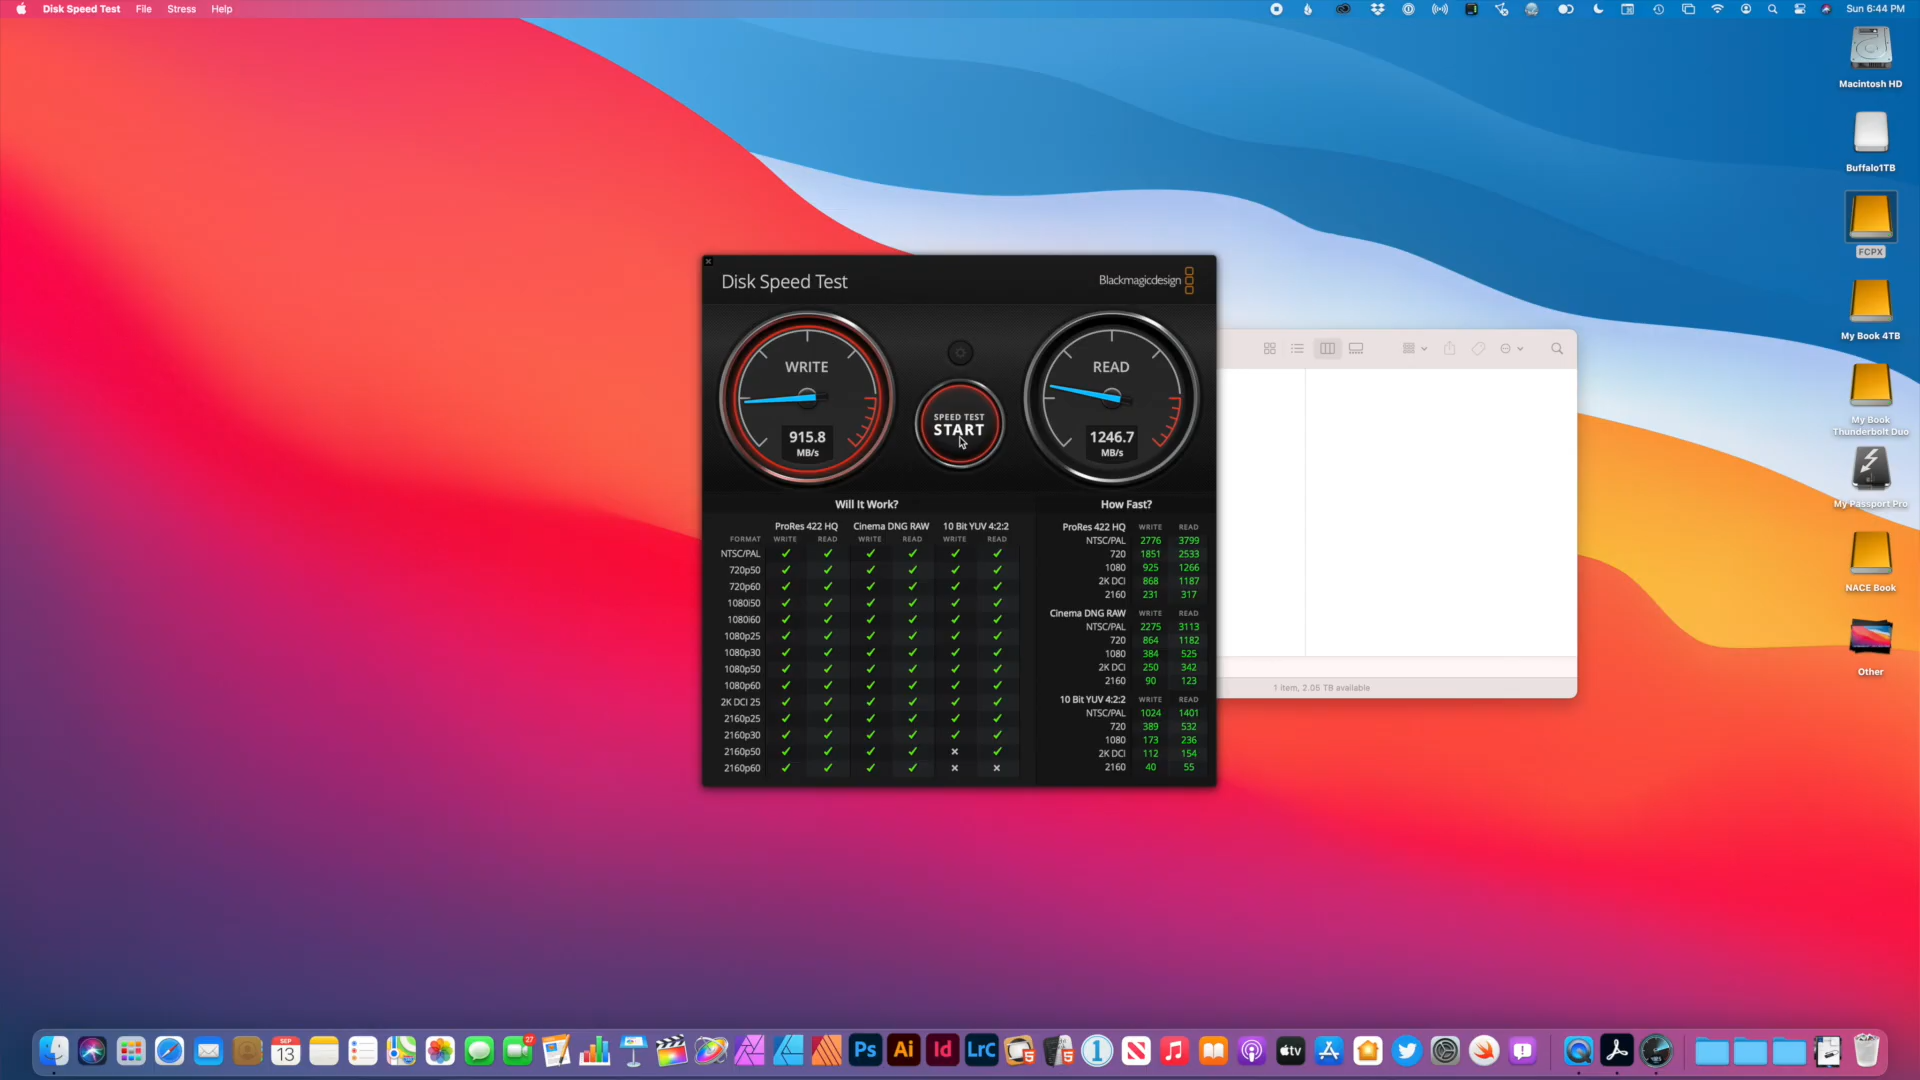 Disk Speed Test File Stress Help
Sun 6:44 PM
Macintosh HD
Buffalo1TB
FCPX
My Book 4TB
My Book
Thunderbolt Duo
My Passport Pro
NACE Book
Other
Disk Speed Test
Blackmagicdesign
WRITE
915.8
MB/s
SPEED TEST
START
READ
1246.7
MB/s
Will It Work?
ProRes 422 HQ Cinema DNG RAW 10 Bit YUV 4:2:2
FORMAT WRITE READ WRITE READ WRITE READ
NTSC/PAL
720p50
720p60
1080i50
1080i60
1080p25
1080p30
1080p50
1080p60
2K DCI 25
2160p25
2160p30
2160p50
2160p60
How Fast?
ProRes 422 HQ WRITE READ
NTSC/PAL 2776 3799
720 1851 2533
1080 925 1266
2K DCI 868 1187
2160 231 317
Cinema DNG RAW WRITE READ
NTSC/PAL 2275 3113
720 864 1182
1080 384 525
2K DCI 250 342
2160 90 123
10 Bit YUV 4:2:2 WRITE READ
NTSC/PAL 1024 1401
720 389 532
1080 173 236
2K DCI 112 154
2160 40 55
1 item, 2.05 TB available
SEP
13
27
Ps Ai Id LrC
tv